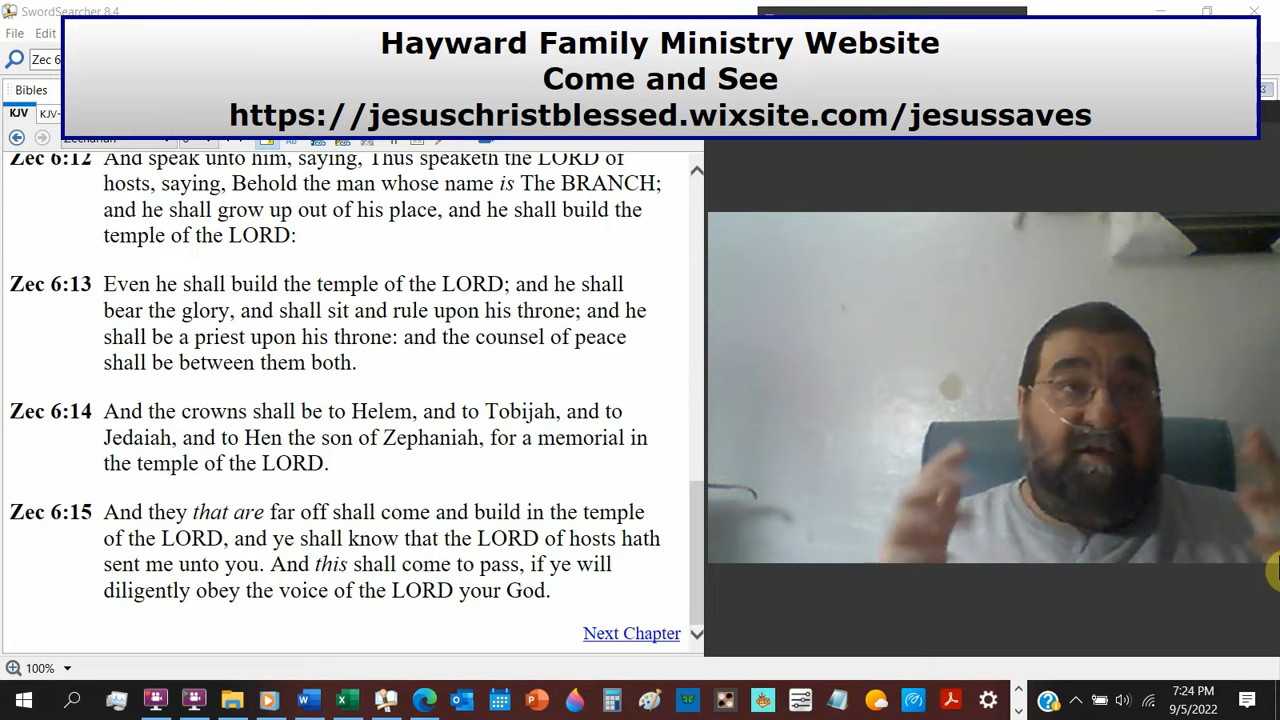 SwordSearcher 8.4
File
Edit
Hayward Family Ministry Website
Come and See
https://jesuschristblessed.wixsite.com/jesussaves
Zec 6
Bibles
KJV
KJV-
Zec 6:12 And speak unto him, saying, Thus speaketh the LORD of
hosts, saying, Behold the man whose name is The BRANCH;
and he shall grow up out of his place, and he shall build the
temple of the LORD:
Zec 6:13 Even he shall build the temple of the LORD; and he shall
bear the glory, and shall sit and rule upon his throne; and he
shall be a priest upon his throne: and the counsel of peace
shall be between them both.
Zec 6:14 And the crowns shall be to Helem, and to Tobijah, and to
Jedaiah, and to Hen the son of Zephaniah, for a memorial in
the temple of the LORD.
Zec 6:15 And they that are far off shall come and build in the temple
of the LORD, and ye shall know that the LORD of hosts hath
sent me unto you. And this shall come to pass, if ye will
diligently obey the voice of the LORD your God.
Next Chapter
100%
7:24 PM
9/5/2022